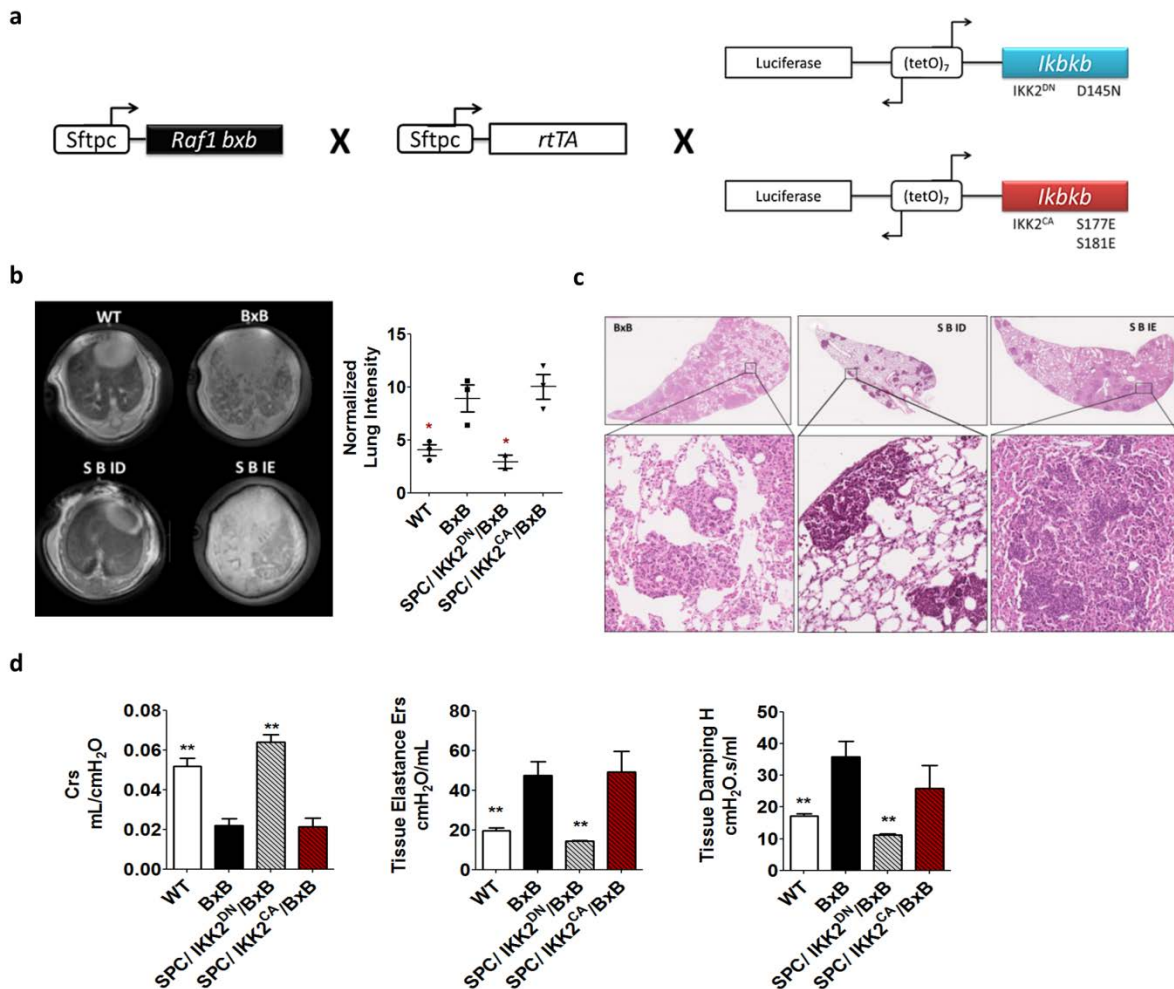 a
Sftpc
Raf1 bxb
X
Sftpc
rtTA
X
Luciferase
(tetO)7
Ikbkb
IKK2DN D145N
Luciferase
(tetO)7
Ikbkb
IKK2CA S177E
S181E
b
WT
BxB
S B ID
S B IE
Normalized
Lung Intensity
15
10
5
0
*
*
WT
BxB
SPC/ IKK2DN/BxB
SPC/ IKK2CA/BxB
c
BxB
S B ID
S B IE
d
Crs
mL/cmH2O
0.08
0.06
0.04
0.02
0.00
**
**
WT
BxB
SPC/ IKK2DN/BxB
SPC/ IKK2CA/BxB
Tissue Elastance Ers
cmH2O/mL
80
60
40
20
0
**
**
WT
BxB
SPC/ IKK2DN/BxB
SPC/ IKK2CA/BxB
Tissue Damping H
cmH2O.s/ml
50
40
30
20
10
0
**
**
WT
BxB
SPC/ IKK2DN/BxB
SPC/ IKK2CA/BxB